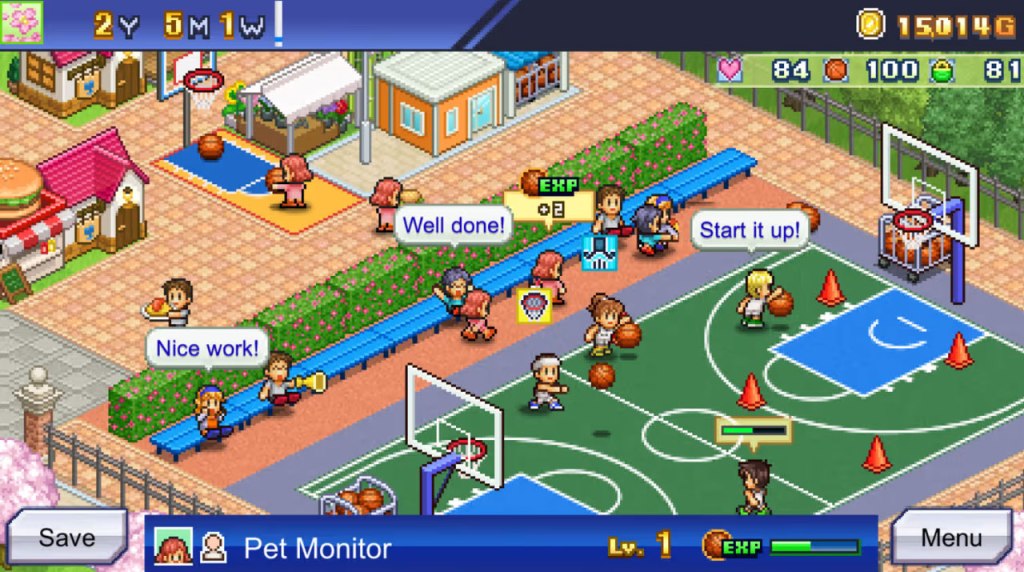 2Y 5M 1W
15,014G
84 100 81
EXP
+2
Well done!
Start it up!
Nice work!
Save
Pet Monitor
Lv. 1
EXP
Menu